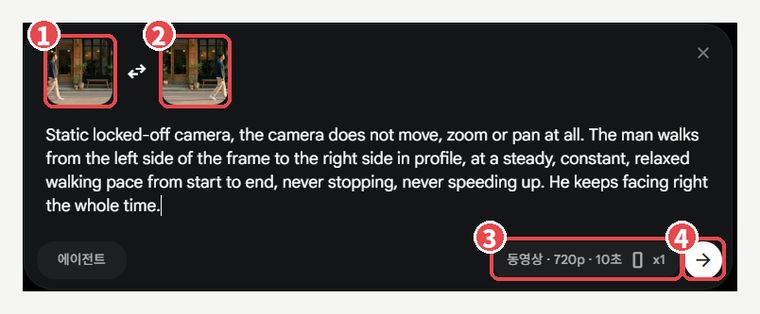 1
2
Static locked-off camera, the camera does not move, zoom or pan at all. The man walks
from the left side of the frame to the right side in profile, at a steady, constant, relaxed
walking pace from start to end, never stopping, never speeding up. He keeps facing right
the whole time.
3
4
에이전트
동영상 · 720p · 10초 x1